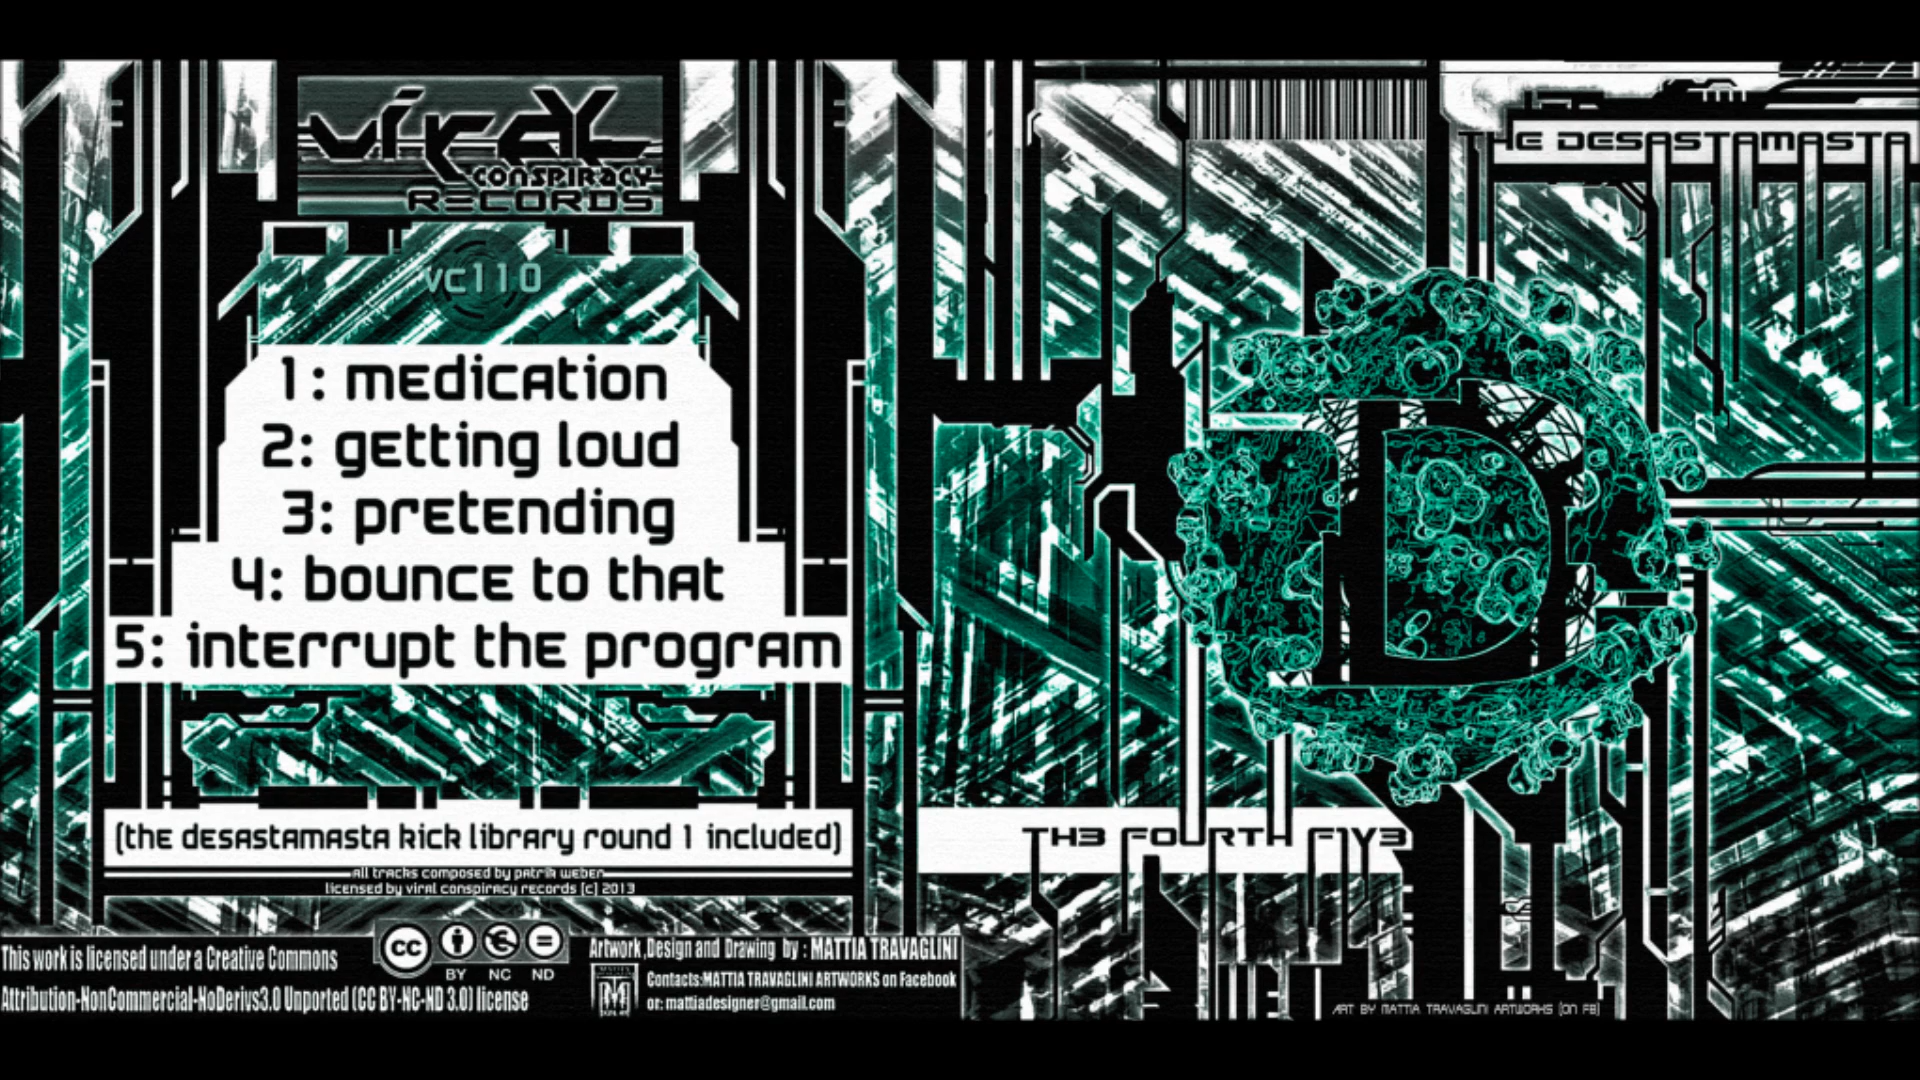 viral
conspiracy
RECORDS
vc110
1: medication
2: getting loud
3: pretending
4: bounce to that
5: interrupt the program
(the desastamasta kick library round 1 included)
all tracks composed by patrik weber
licensed by viral conspiracy records [c] 2013
This work is licensed under a Creative Commons
Attribution-NonCommercial-NoDerivs3.0 Unported (CC BY-NC-ND 3.0) license
cc
BY NC ND
Artwork,Design and Drawing by : MATTIA TRAVAGLINI
Contacts:MATTIA TRAVAGLINI ARTWORKS on Facebook
or: mattiadesigner@gmail.com
THE DESASTAMASTA
D
TH3 FOURTH F1V3
ART BY MATTIA TRAVAGLINI ARTWORKS (ON FB)